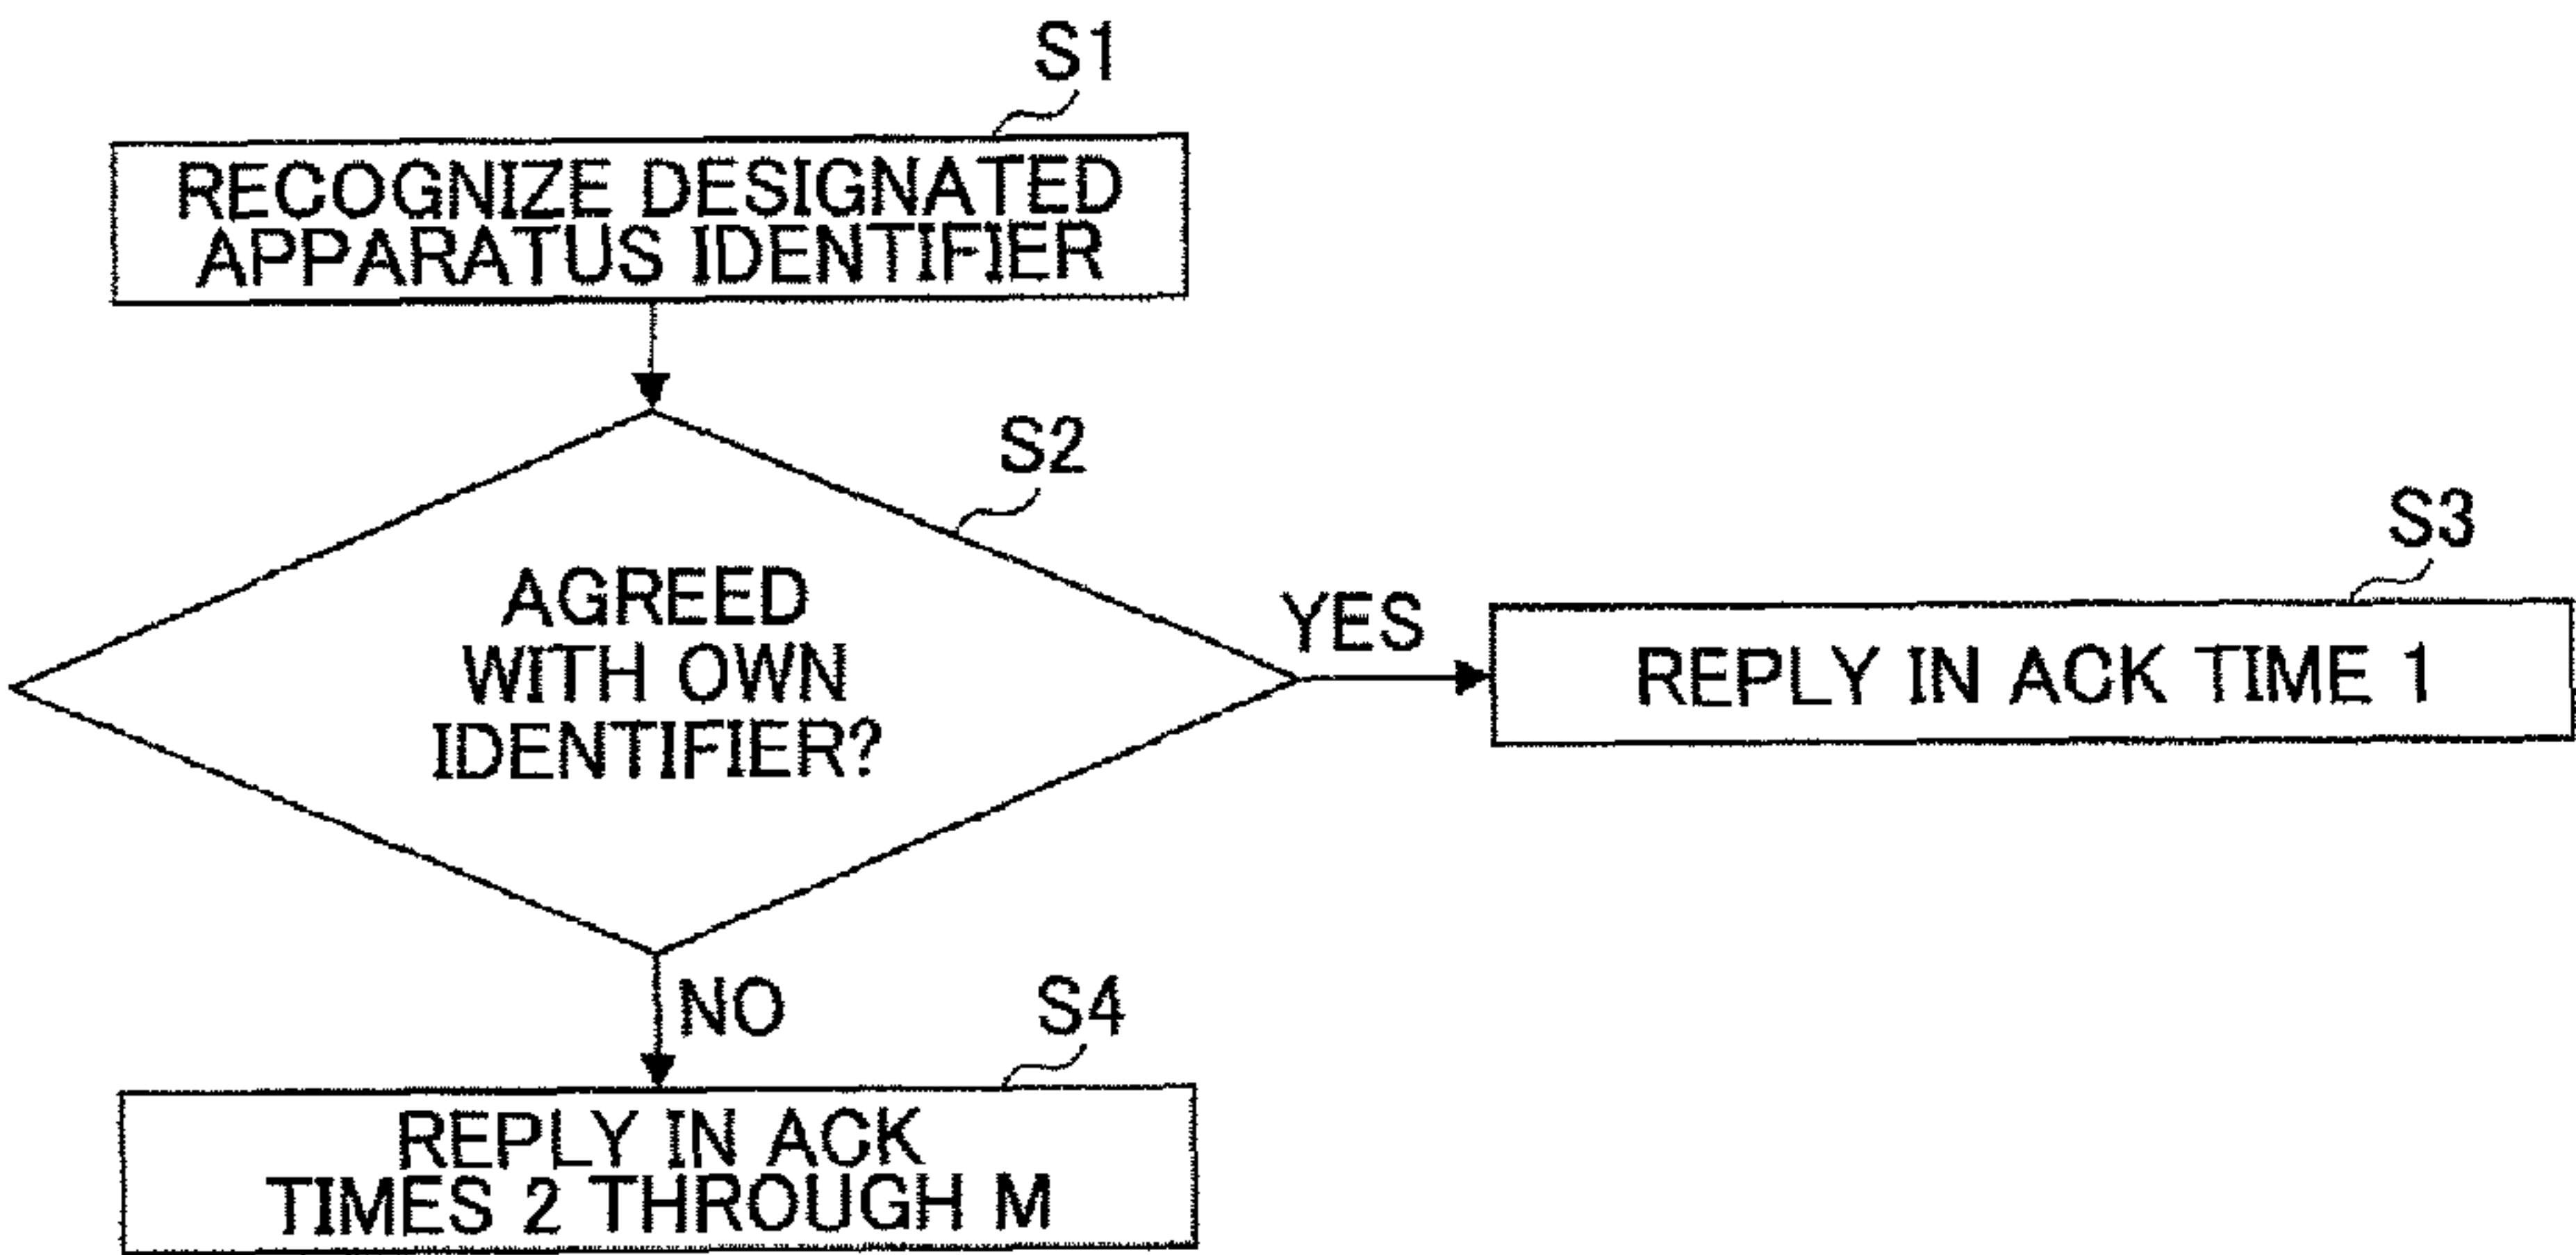 S1
RECOGNIZE DESIGNATED
APPARATUS IDENTIFIER
S2
AGREED
WITH OWN
IDENTIFIER?
YES
S3
REPLY IN ACK TIME 1
NO
S4
REPLY IN ACK
TIMES 2 THROUGH M